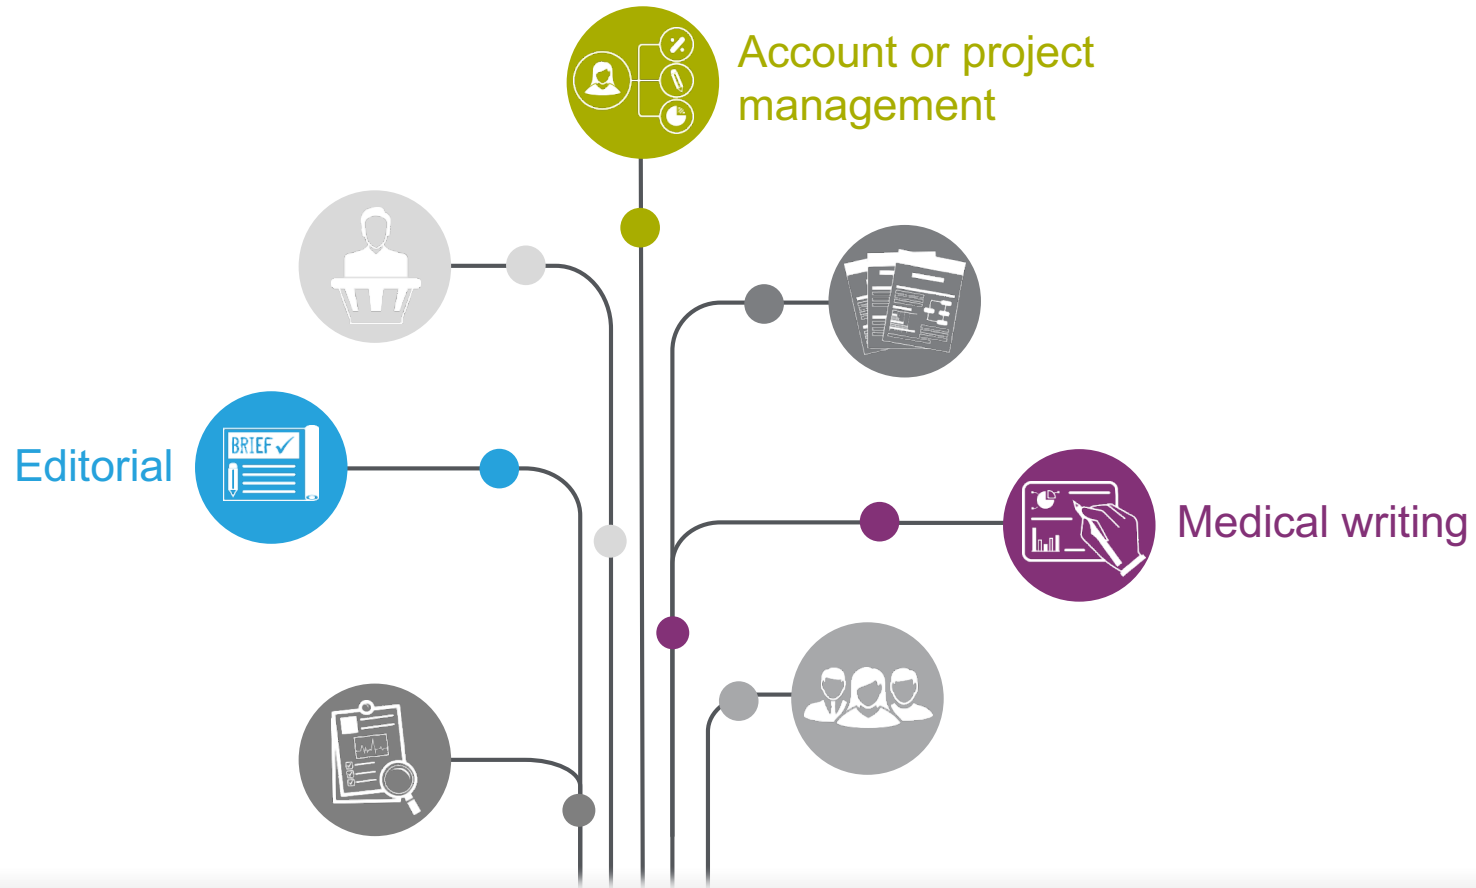 Account or project
management
Editorial
BRIEF
Medical writing